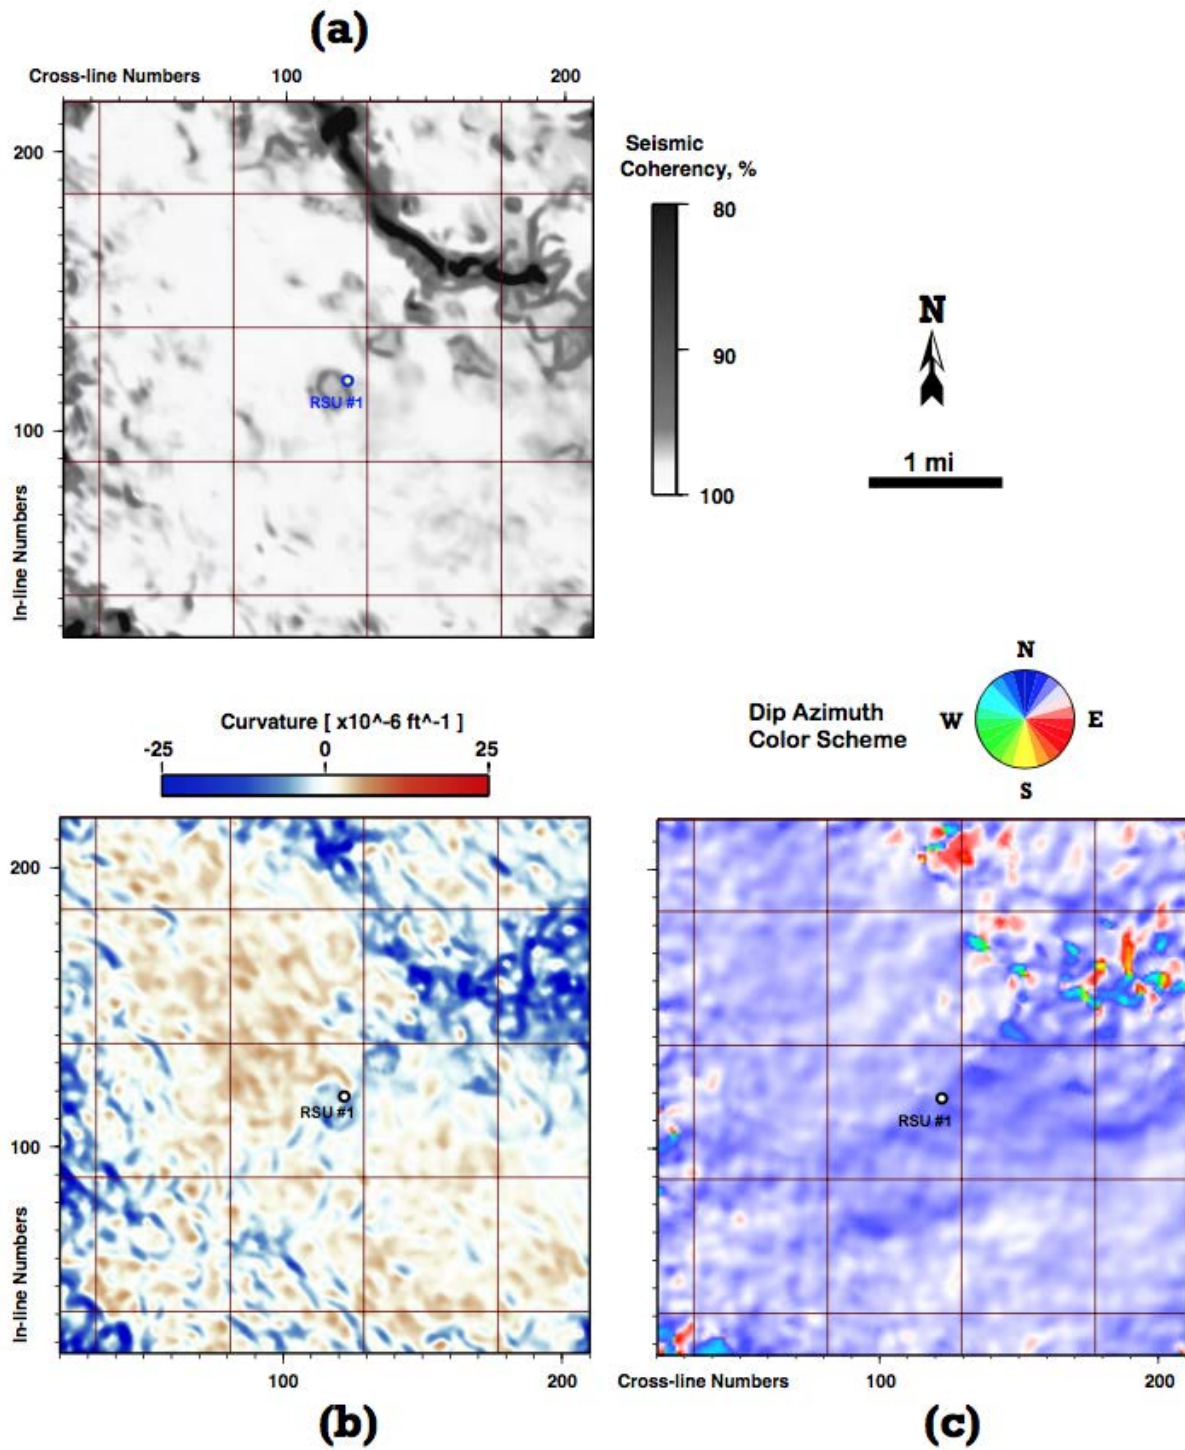 (a)
Cross-line Numbers 100 200
Seismic
Coherency, %
200
80
90
100
N
1 mi
RSU #1
100
In-line Numbers
N
W E
S
Dip Azimuth
Color Scheme
Curvature [ x10^-6 ft^-1 ]
-25 0 25
200
RSU #1
100
In-line Numbers
100 200
(b)
RSU #1
Cross-line Numbers 100 200
(c)